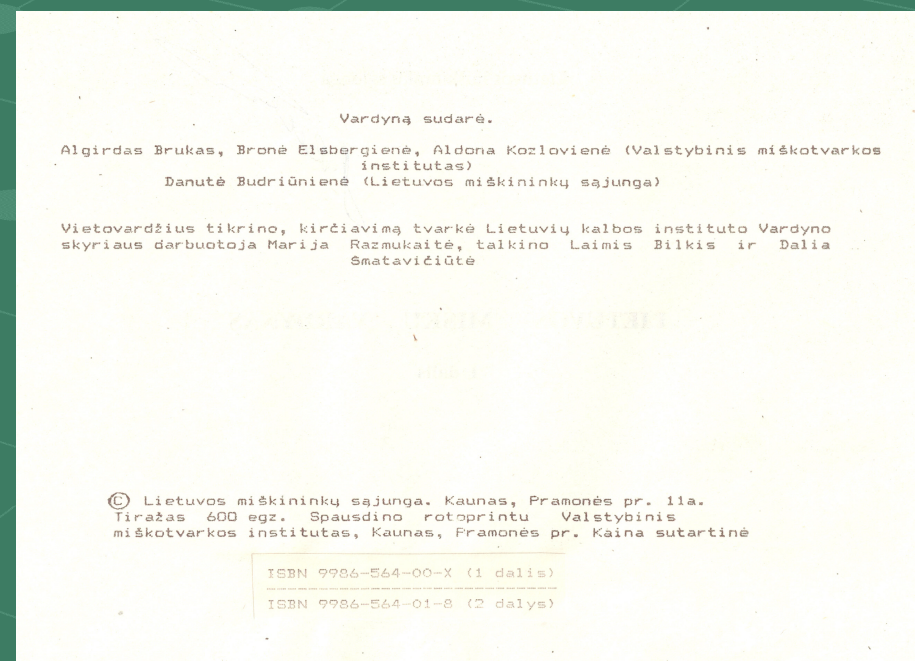 Vardyną sudarė.
Algirdas Brukas, Bronė Elsbergienė, Aldona Kozlovienė (Valstybinis miškotvarkos
institutas)
Danutė Budriūnienė (Lietuvos miškininkų sąjunga)
Vietovardžius tikrino, kirčiavimą tvarkė Lietuvių kalbos instituto Vardyno
skyriaus darbuotoja Marija Razmukaitė, talkino Laimis Bilkis ir Dalia
Smatavičiūtė
© Lietuvos miškininkų sąjunga. Kaunas, Pramonės pr. 11a.
Tiražas 600 egz. Spausdino rotoprintu Valstybinis
miškotvarkos institutas, Kaunas, Pramonės pr. Kaina sutartinė
ISBN 9986-564-00-X (1 dalis)
ISBN 9986-564-01-8 (2 dalys)